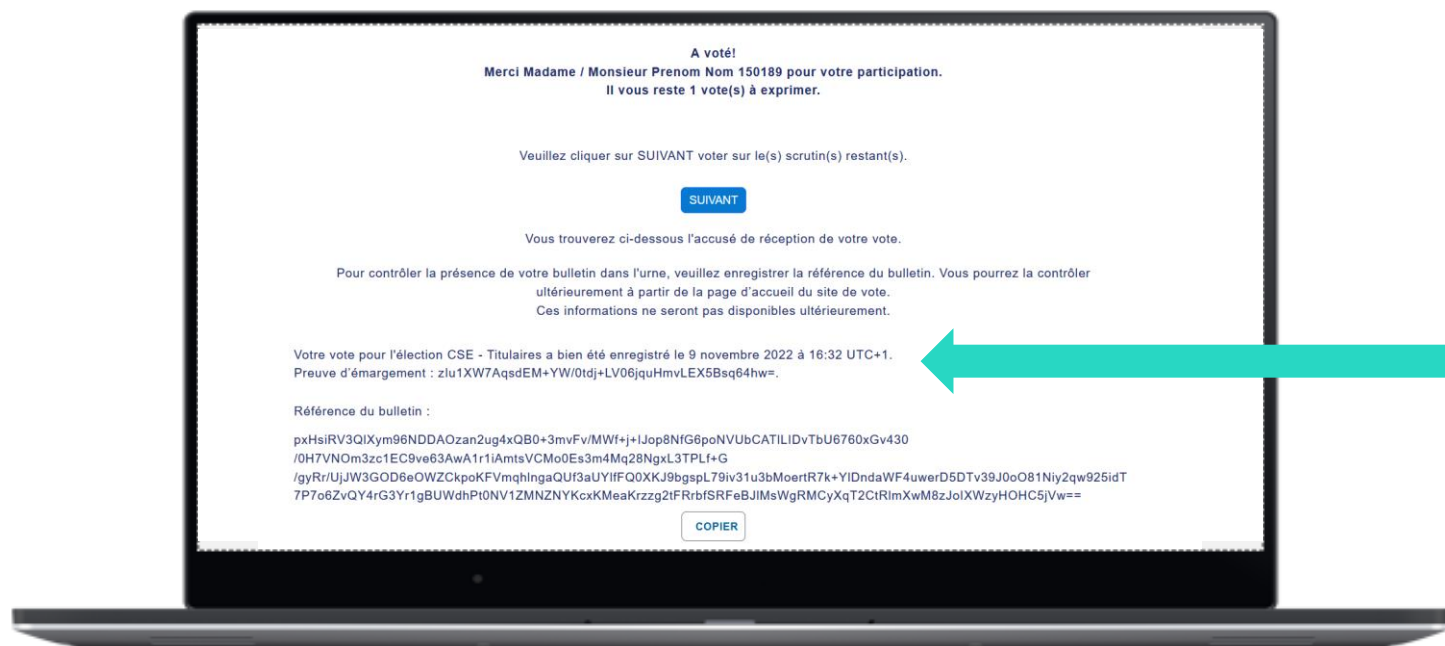 A voté!
Merci Madame / Monsieur Prenom Nom 150189 pour votre participation.
Il vous reste 1 vote(s) à exprimer.
Veuillez cliquer sur SUIVANT voter sur le(s) scrutin(s) restant(s).
SUIVANT
Vous trouverez ci-dessous l'accusé de réception de votre vote.
Pour contrôler la présence de votre bulletin dans l'urne, veuillez enregistrer la référence du bulletin. Vous pourrez la contrôler
ultérieurement à partir de la page d'accueil du site de vote.
Ces informations ne seront pas disponibles ultérieurement.
Votre vote pour l'élection CSE - Titulaires a bien été enregistré le 9 novembre 2022 à 16:32 UTC+1.
Preuve d'émargement : zIu1XW7AqsdEM+YW/0tdj+LV06jquHmvLEX5Bsq64hw=.
Référence du bulletin :
pxHsiRV3QIXym96NDDAOzan2ug4xQB0+3mvFv/MWf+j+IJop8NfG6poNVUbCATILIDvTbU6760xGv430
/0H7VNOm3zc1EC9ve63AwA1r1iAmtsVCMo0Es3m4Mq28NgxL3TPLf+G
/gyRr/UjJW3GOD6eOWZCkpoKFVmqhIngaQUf3aUYIfFQ0XKJ9bgspL79iv31u3bMoertR7k+YIDndaWF4uwerD5DTv39J0oO81Niy2qw925idT
7P7o6ZvQY4rG3Yr1gBUWdhPt0NV1ZMNZNYKcxKMeaKrzzg2tFRrbfSRFeBJIMsWgRMCyXqT2CtRlmXwM8zJoIXWzyHOHC5jVw==
COPIER